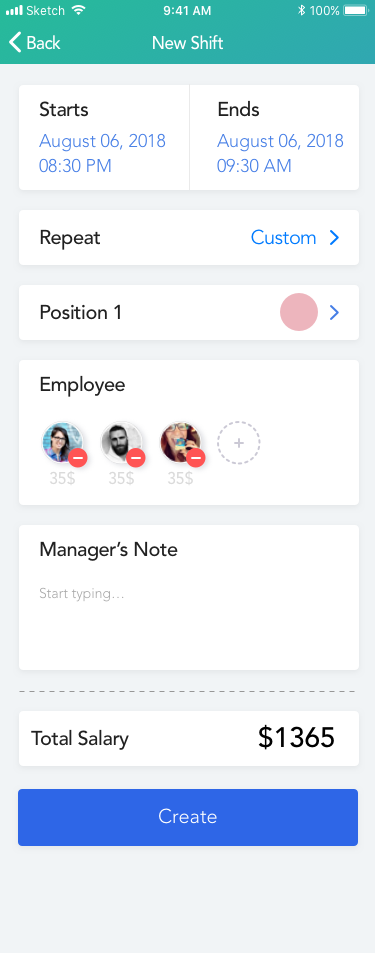 Sketch 9:41 AM 100%
Back New Shift
Starts Ends
August 06, 2018 August 06, 2018
08:30 PM 09:30 AM
Repeat Custom
Position 1
Employee
35$ 35$ 35$
Manager's Note
Start typing...
Total Salary $1365
Create